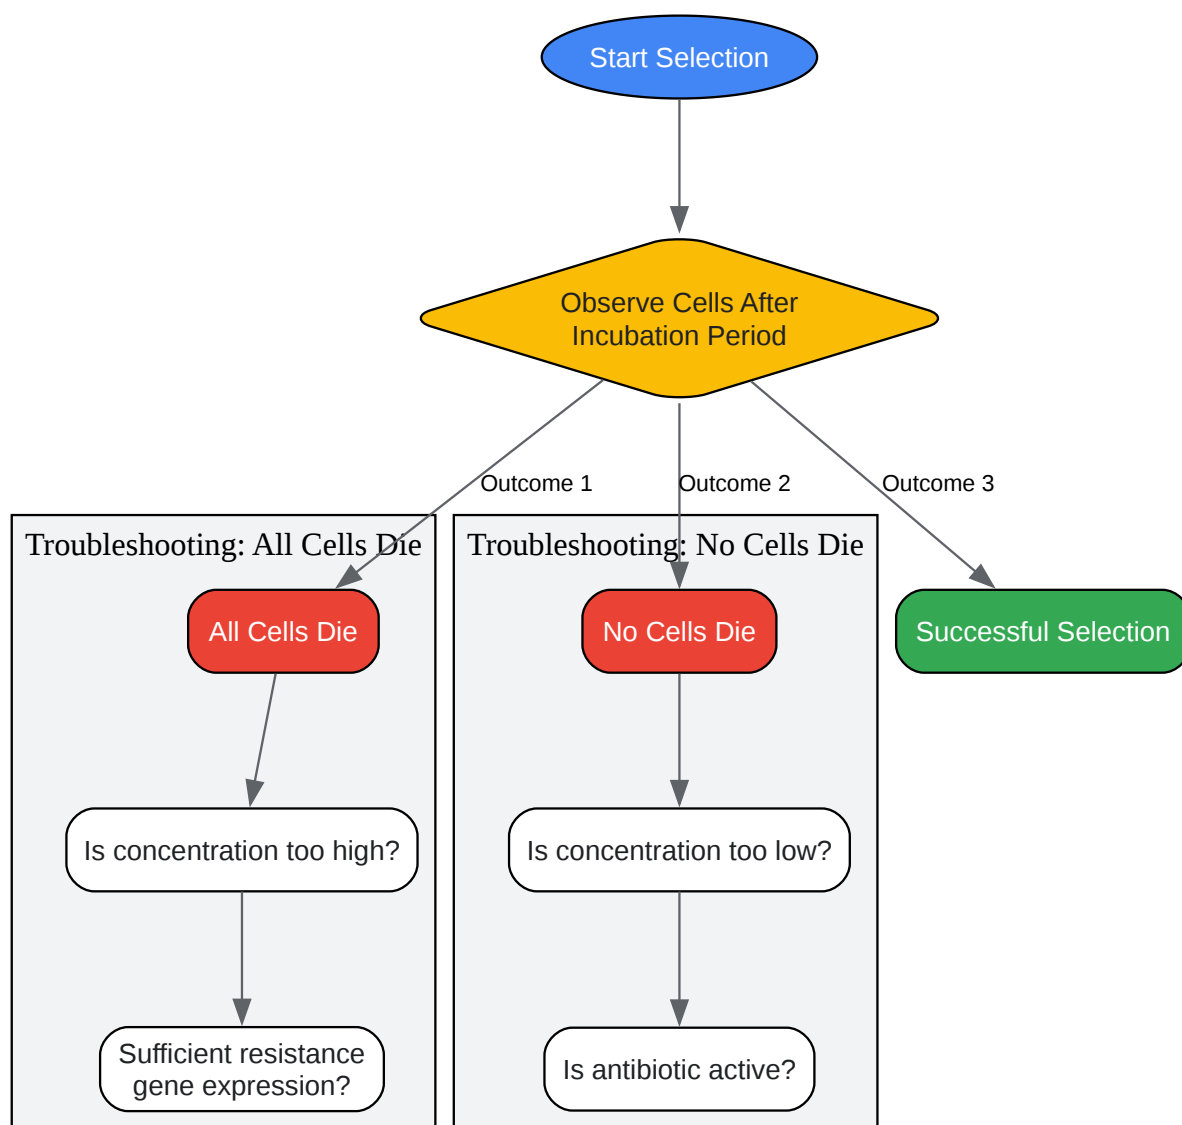 Start Selection
Observe Cells After
Incubation Period
Outcome 1
Outcome 2
Outcome 3
Troubleshooting: All Cells Die
Troubleshooting: No Cells Die
All Cells Die
No Cells Die
Successful Selection
Is concentration too high?
Is concentration too low?
Sufficient resistance
gene expression?
Is antibiotic active?